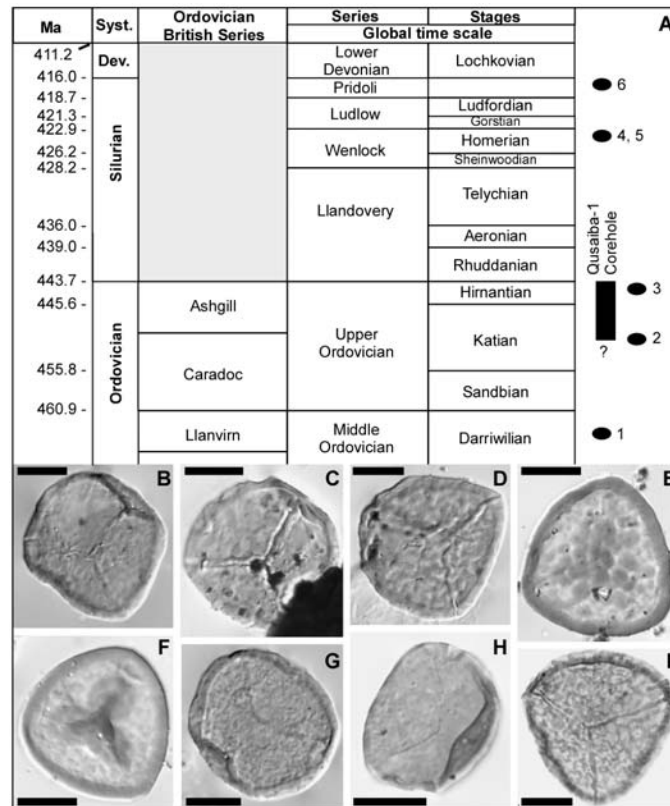 Ma Syst. Ordovician British Series Series Stages A
Global time scale
411.2 Dev. Lower Devonian Lochkovian
416.0 - Pridoli 6
418.7 - Ludlow Ludfordian
421.3 - Gorstian
422.9 - Wenlock Homerian 4, 5
426.2 - Sheinwoodian
428.2 - Silurian Llandovery Telychian
436.0 - Aeronian
439.0 - Rhuddanian
Qusaiba-1 Corehole
443.7 - Ordovician Ashgill Upper Ordovician Hirnantian 3
445.6 - Katian 2
Caradoc ?
455.8 - Sandbian
460.9 - Llanvirn Middle Ordovician Darriwilian 1
B C D E
F G H I